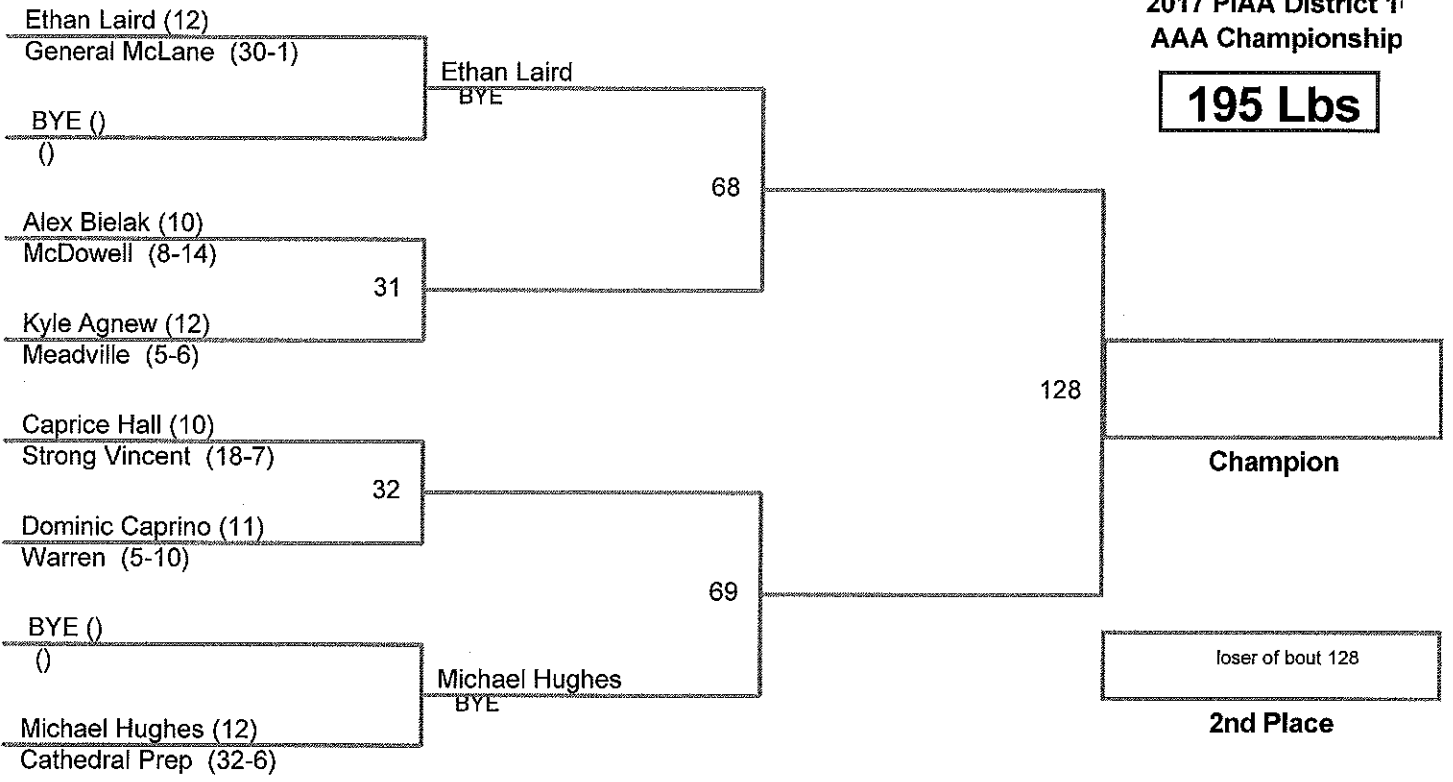 2017 PIAA District 1
AAA Championship
195 Lbs
Ethan Laird (12)
General McLane (30-1)
Ethan Laird
BYE
BYE ()
()
68
Alex Bielak (10)
McDowell (8-14)
31
Kyle Agnew (12)
Meadville (5-6)
128
Caprice Hall (10)
Strong Vincent (18-7)
Champion
32
Dominic Caprino (11)
Warren (5-10)
69
BYE ()
()
loser of bout 128
Michael Hughes
BYE
2nd Place
Michael Hughes (12)
Cathedral Prep (32-6)